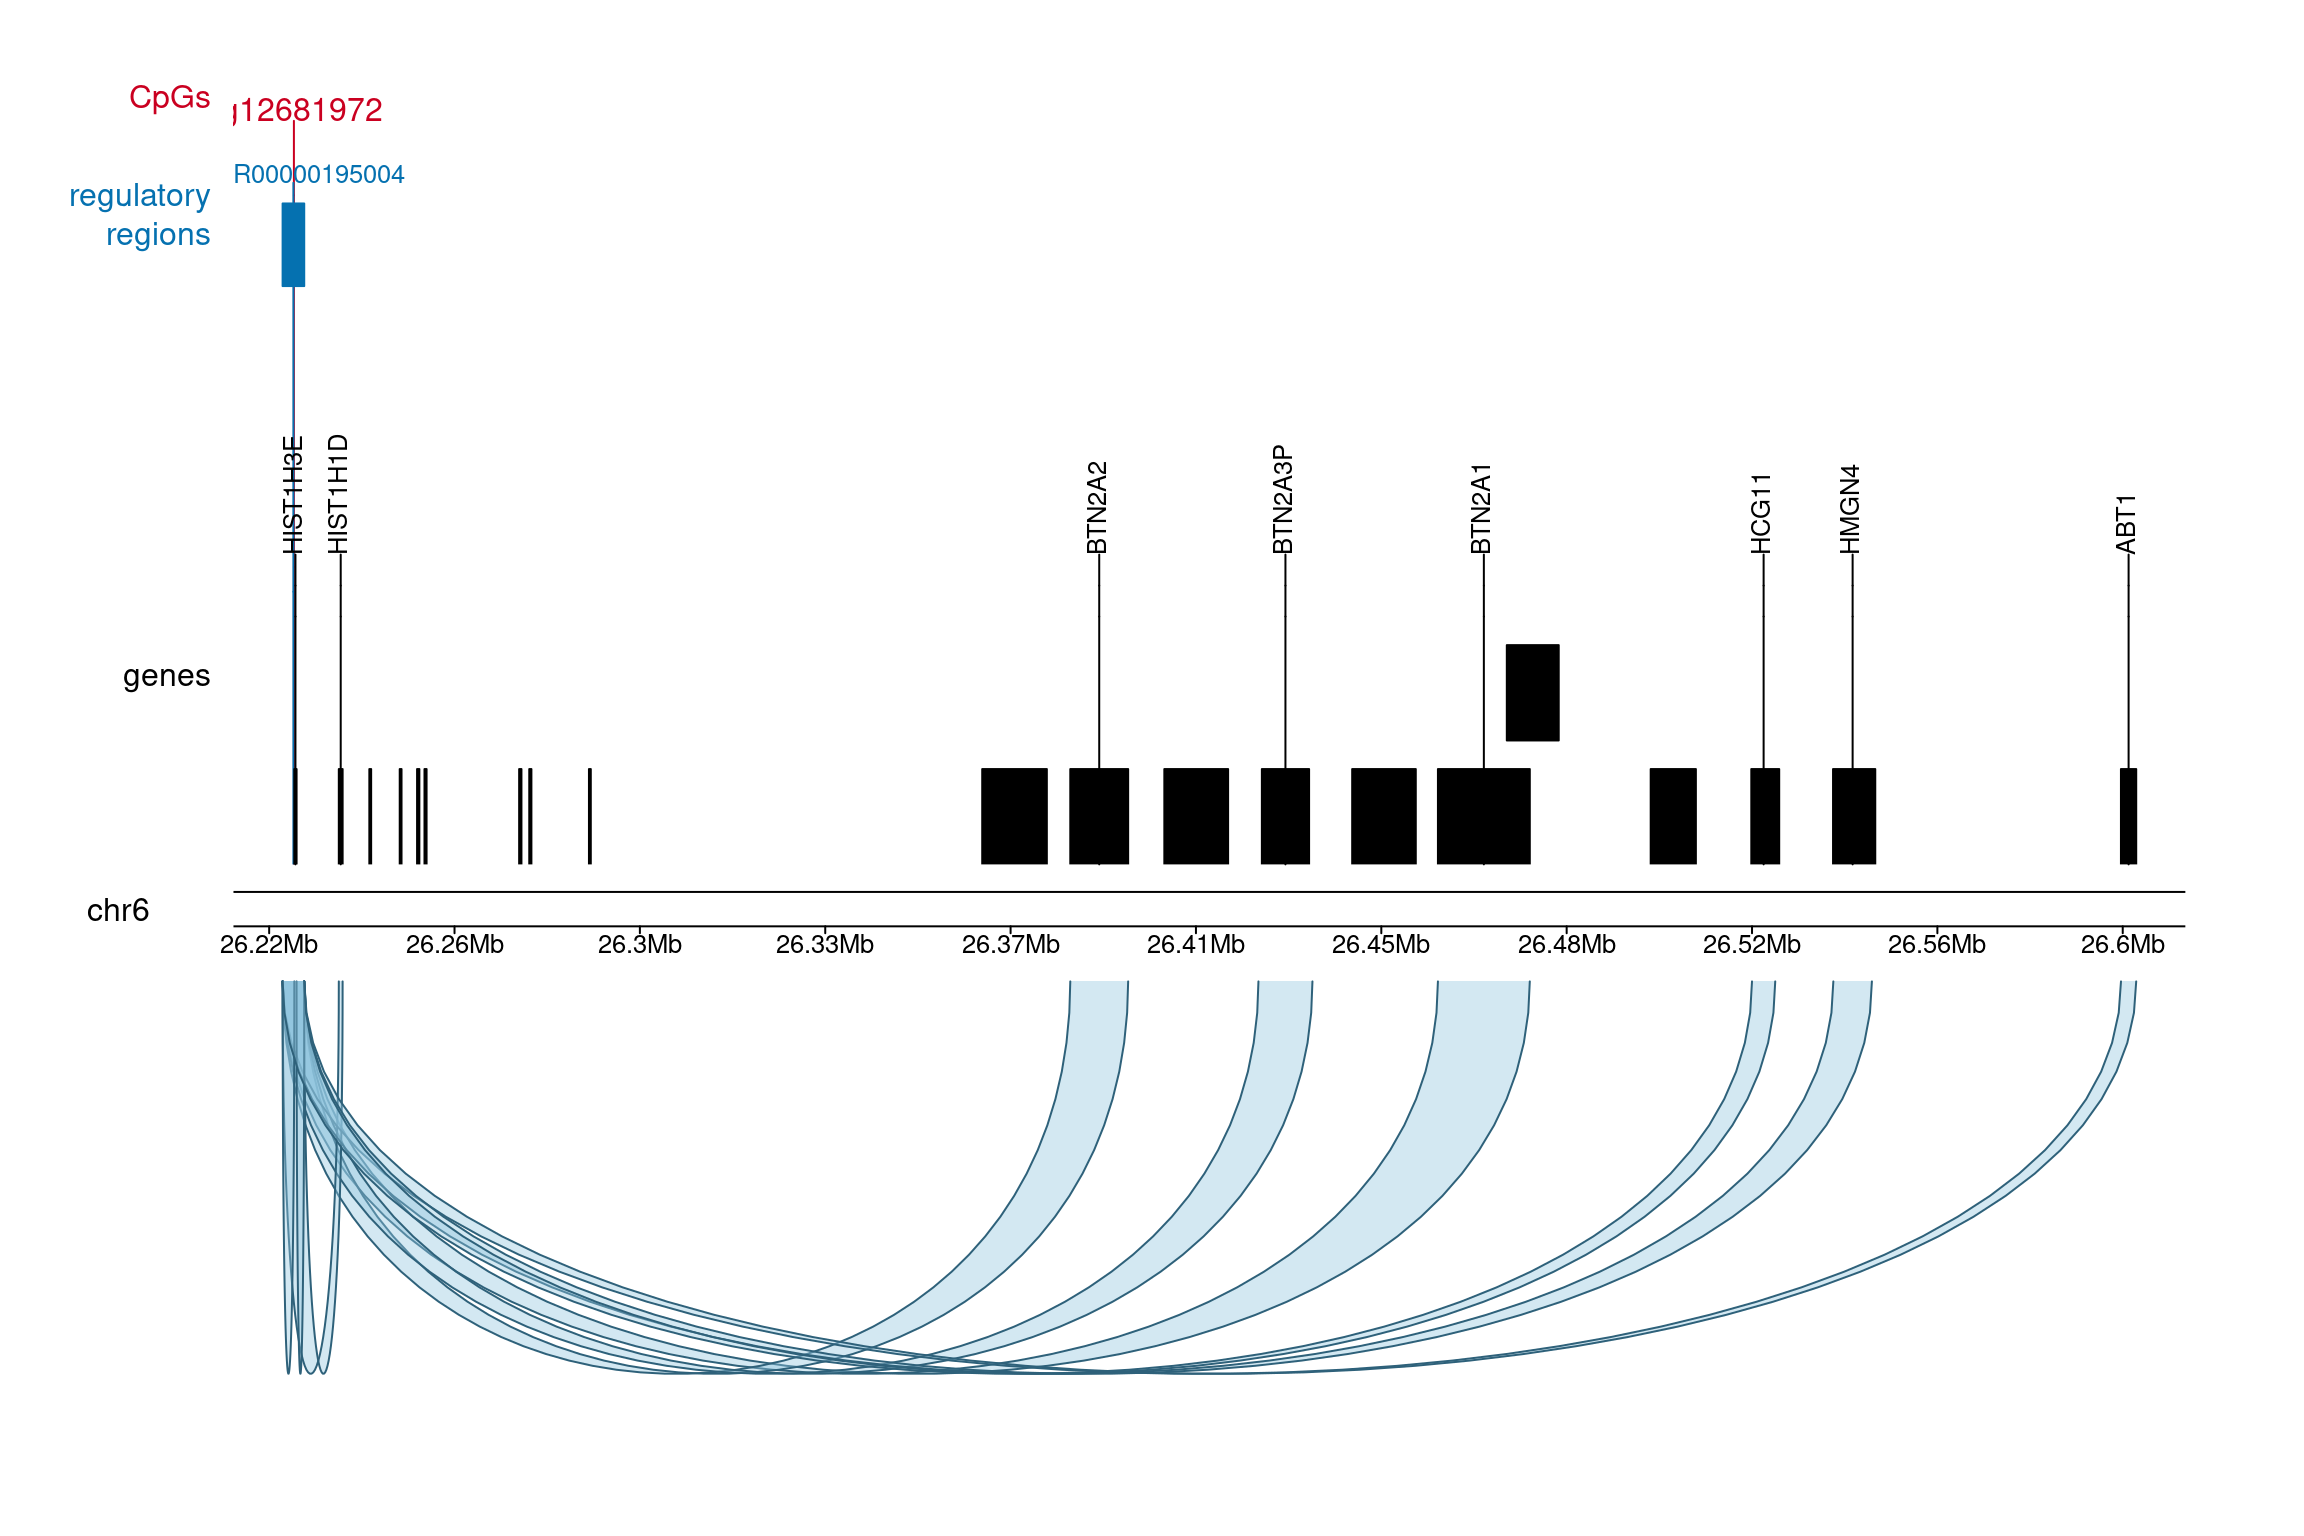 CpGs
g12681972
R00000195004
regulatory
regions
HIST1H3E
HIST1H1D
BTN2A2
BTN2A3P
BTN2A1
HCG11
HMGN4
ABT1
genes
chr6
26.22Mb 26.26Mb 26.3Mb 26.33Mb 26.37Mb 26.41Mb 26.45Mb 26.48Mb 26.52Mb 26.56Mb 26.6Mb